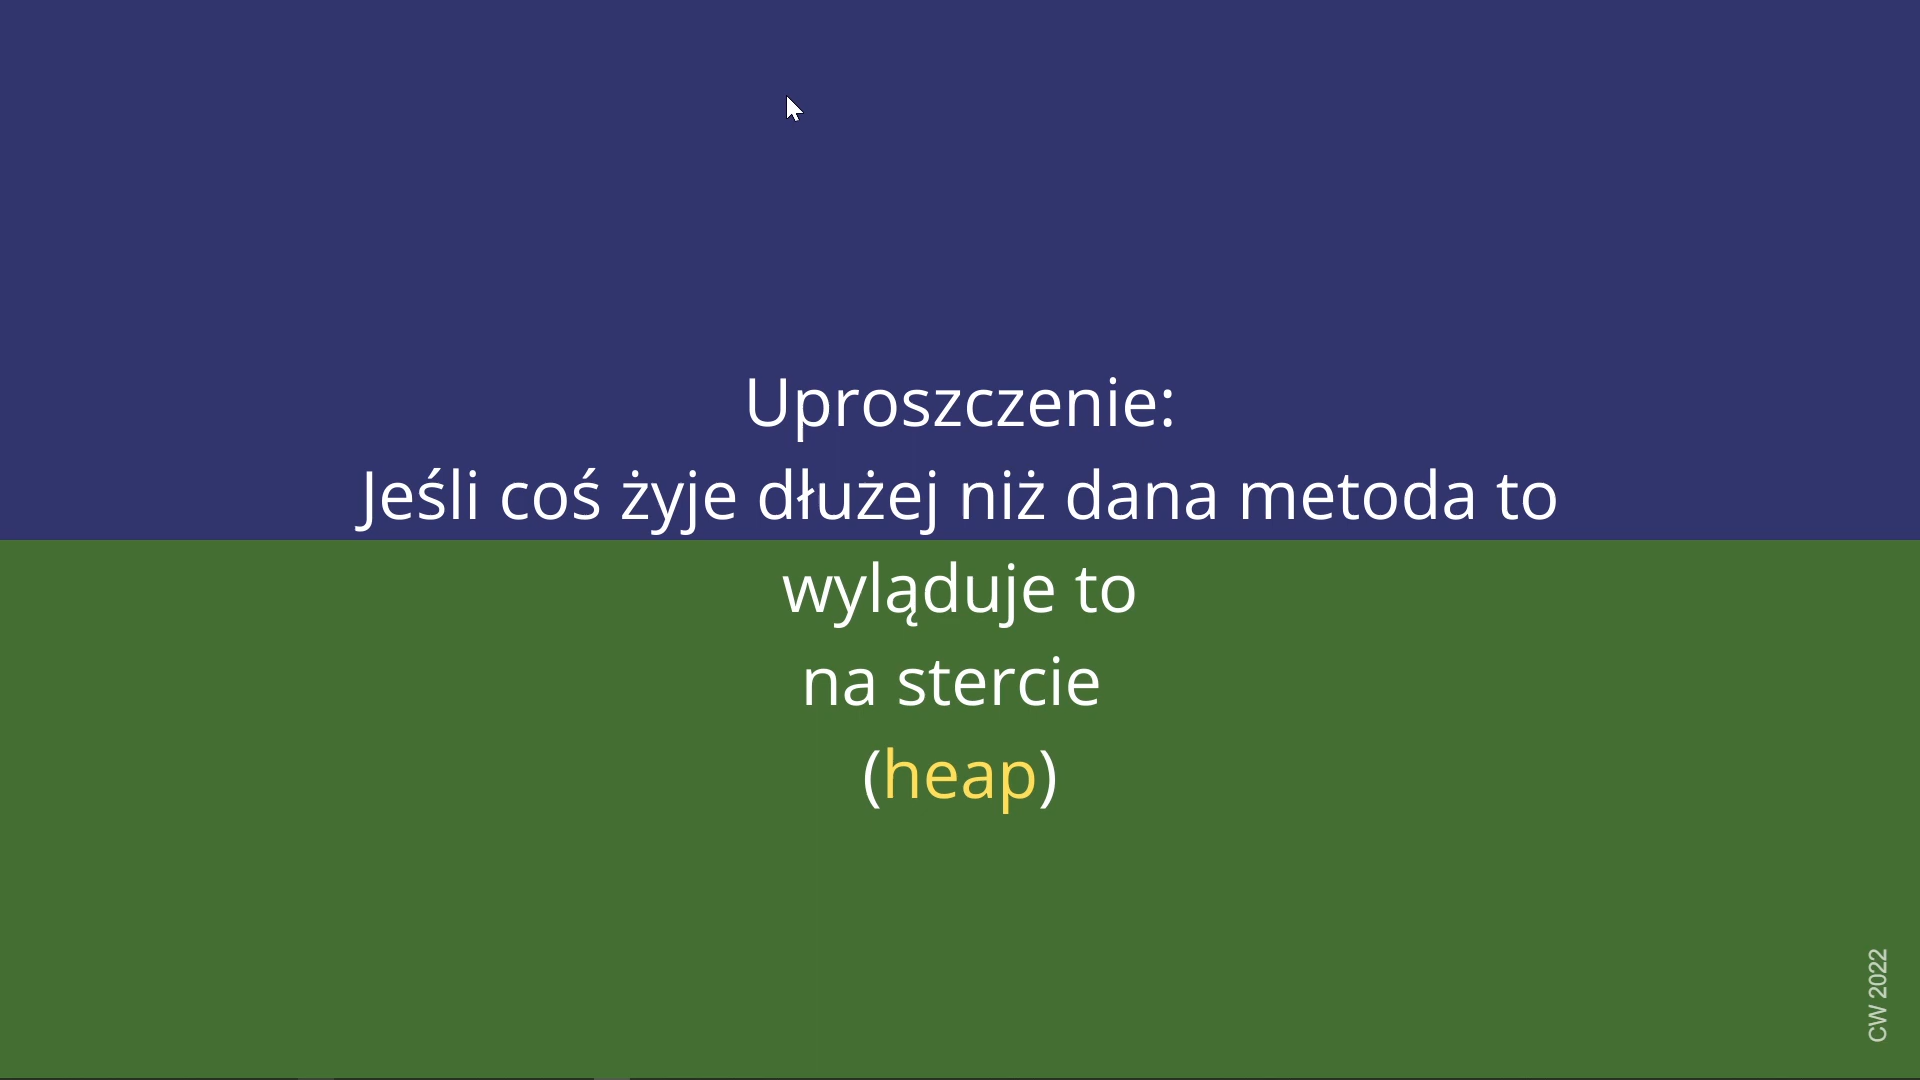 Uproszczenie:
Jeśli coś żyje dłużej niż dana metoda to
wyląduje to
na stercie
(heap)
CW 2022